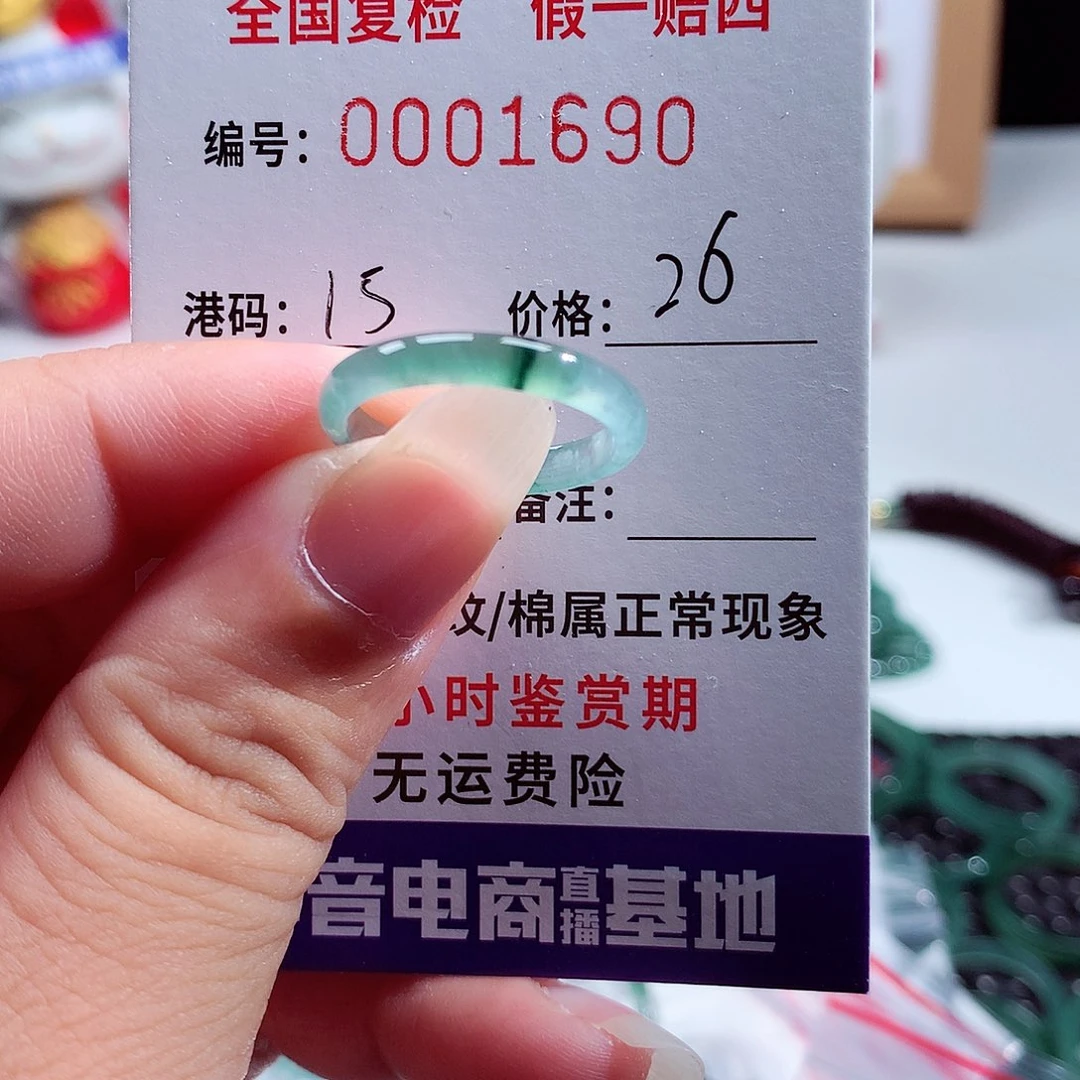 全国复检 假一赔四
编号：0001690
港码：15 价格：26
备注：
纹/棉属正常现象
小时鉴赏期
无运费险
音电商直播基地